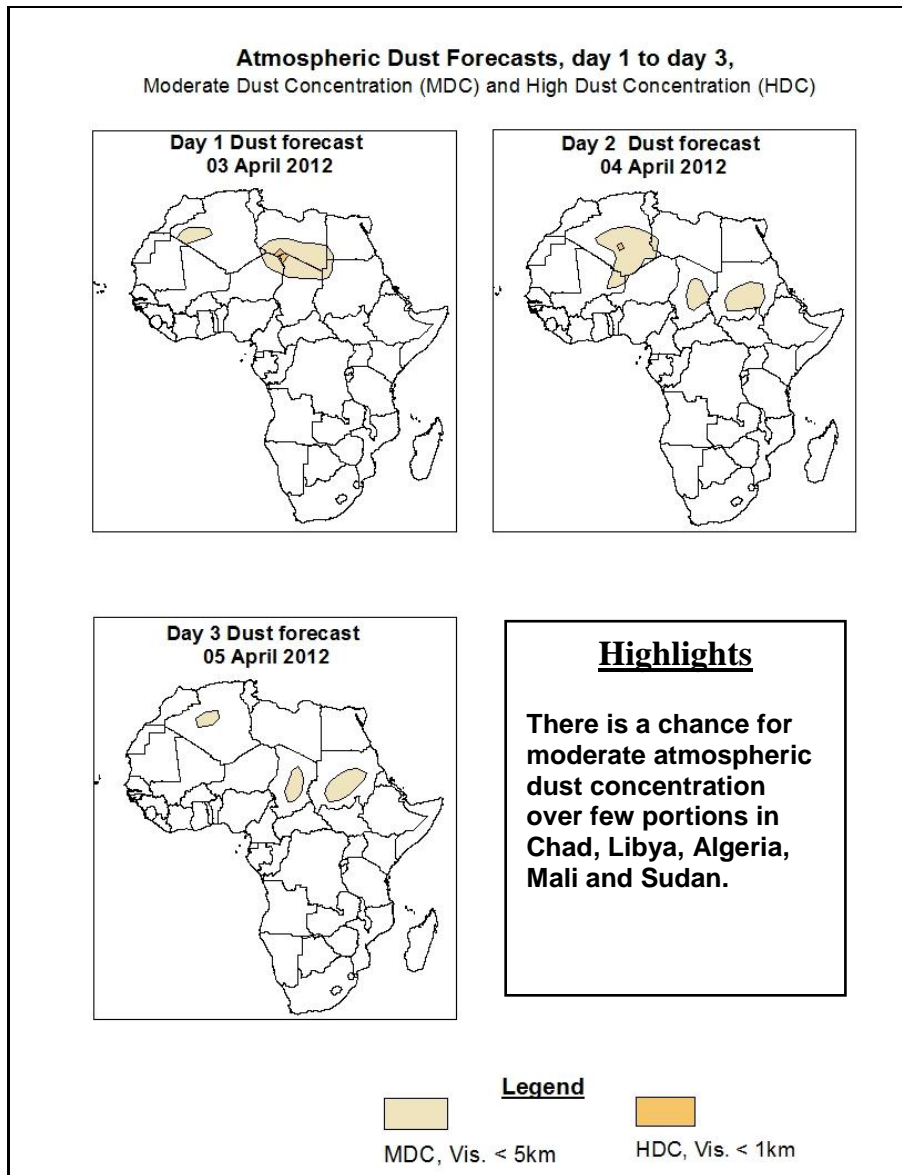 Atmospheric Dust Forecasts, day 1 to day 3,
Moderate Dust Concentration (MDC) and High Dust Concentration (HDC)
Day 1 Dust forecast
03 April 2012
Day 2 Dust forecast
04 April 2012
Day 3 Dust forecast
05 April 2012
Highlights
There is a chance for
moderate atmospheric
dust concentration
over few portions in
Chad, Libya, Algeria,
Mali and Sudan.
Legend
MDC, Vis. < 5km
HDC, Vis. < 1km